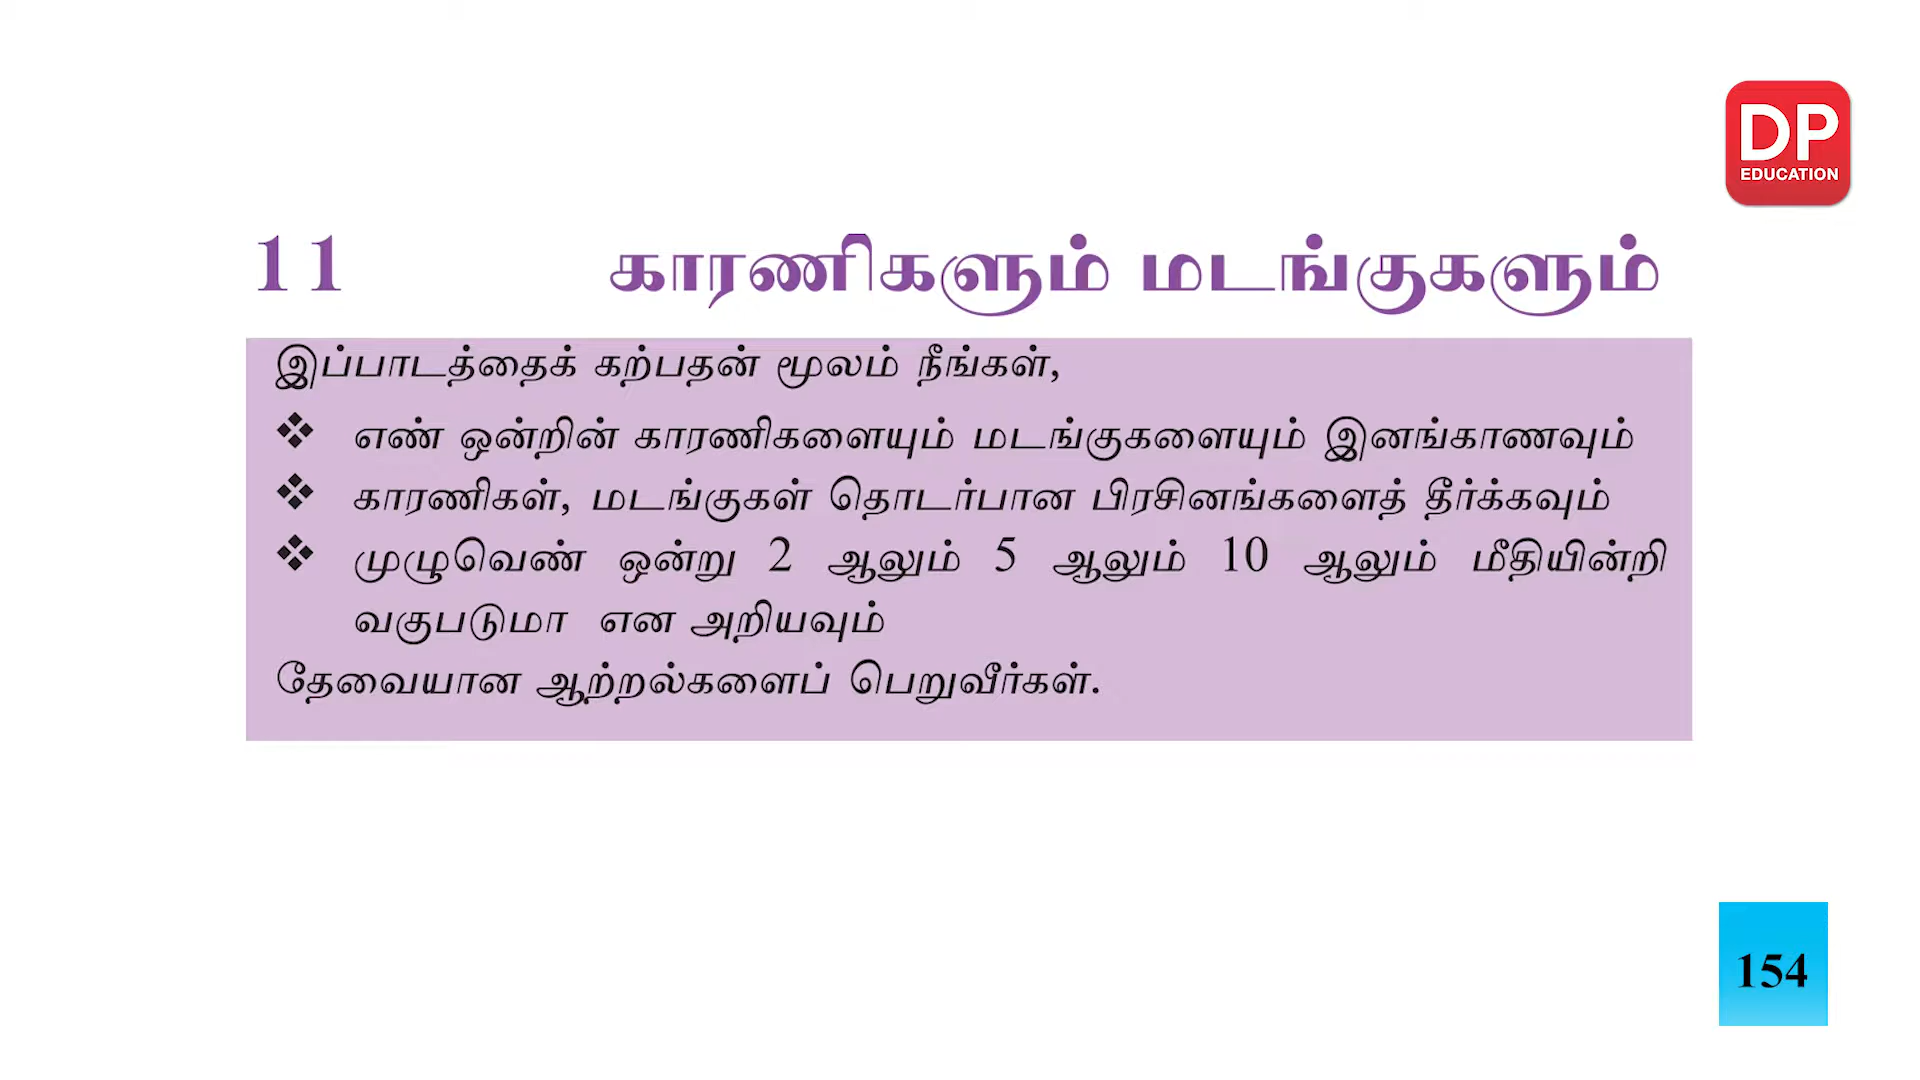 DP
EDUCATION
11 காரணிகளும் மடங்குகளும்
இப்பாடத்தைக் கற்பதன் மூலம் நீங்கள்,
❖ எண் ஒன்றின் காரணிகளையும் மடங்குகளையும் இனங்காணவும்
❖ காரணிகள், மடங்குகள் தொடர்பான பிரசினங்களைத் தீர்க்கவும்
❖ முழுவெண் ஒன்று 2 ஆலும் 5 ஆலும் 10 ஆலும் மீதியின்றி
வகுபடுமா என அறியவும்
தேவையான ஆற்றல்களைப் பெறுவீர்கள்.
154